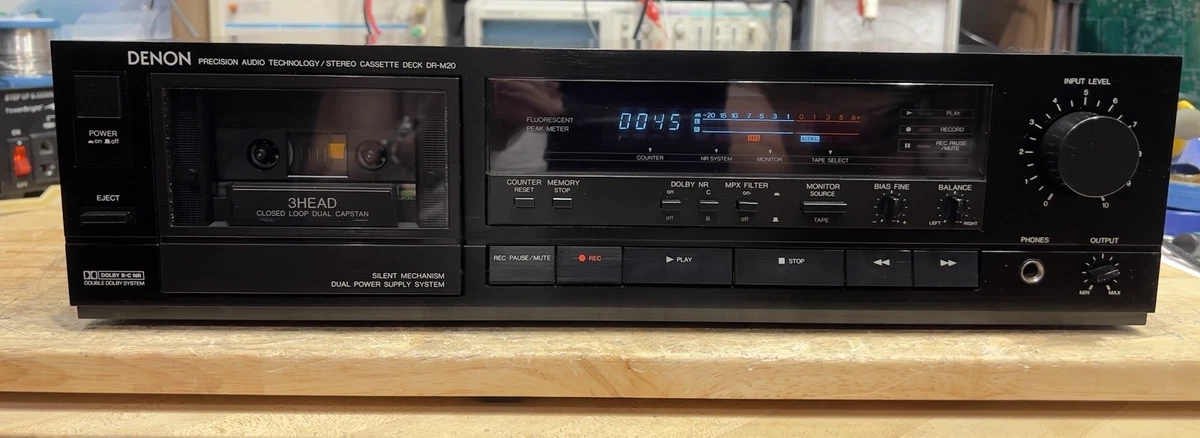 DENON PRECISION AUDIO TECHNOLOGY/STEREO CASSETTE DECK DR-M20
POWER
on off
EJECT
3HEAD
CLOSED LOOP DUAL CAPSTAN
DOLBY B-C NR
DOUBLE DOLBY SYSTEM
SILENT MECHANISM
DUAL POWER SUPPLY SYSTEM
FLUORESCENT
PEAK METER
0045
dB -20 15 10 7 5 3 1 0 1 3 5 8+
TAPE
NORMAL
COUNTER NR SYSTEM MONITOR TAPE SELECT
PLAY
RECORD
REC PAUSE
/MUTE
COUNTER
RESET
MEMORY
STOP
DOLBY NR
on C
off B
MPX FILTER
on
off
MONITOR
SOURCE
TAPE
BIAS FINE
BALANCE
LEFT RIGHT
REC PAUSE/MUTE
REC
PLAY
STOP
INPUT LEVEL
0 1 2 3 4 5 6 7 9 10
PHONES
OUTPUT
MIN MAX